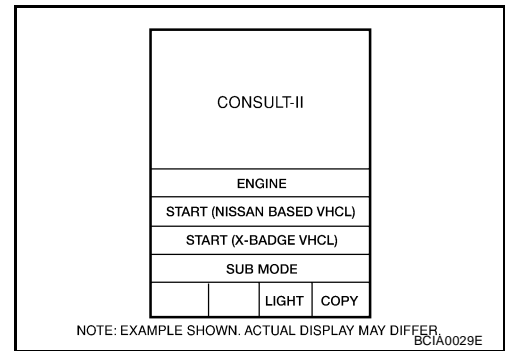 CONSULT-II
ENGINE
START (NISSAN BASED VHCL)
START (X-BADGE VHCL)
SUB MODE
LIGHT COPY
NOTE: EXAMPLE SHOWN. ACTUAL DISPLAY MAY DIFFER.
BCIA0029E